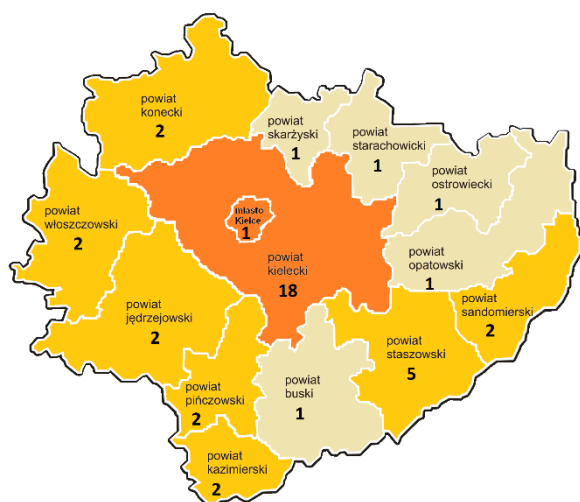 powiat
konecki
2
powiat
skarżyski
1
powiat
starachowicki
1
powiat
ostrowiecki
1
powiat
włoszczowski
2
miasto
Kielce
1
powiat
kielecki
18
powiat
opatowski
1
powiat
sandomierski
2
powiat
jędrzejowski
2
powiat
staszowski
5
powiat
pińczowski
2
powiat
buski
1
powiat
kazimierski
2